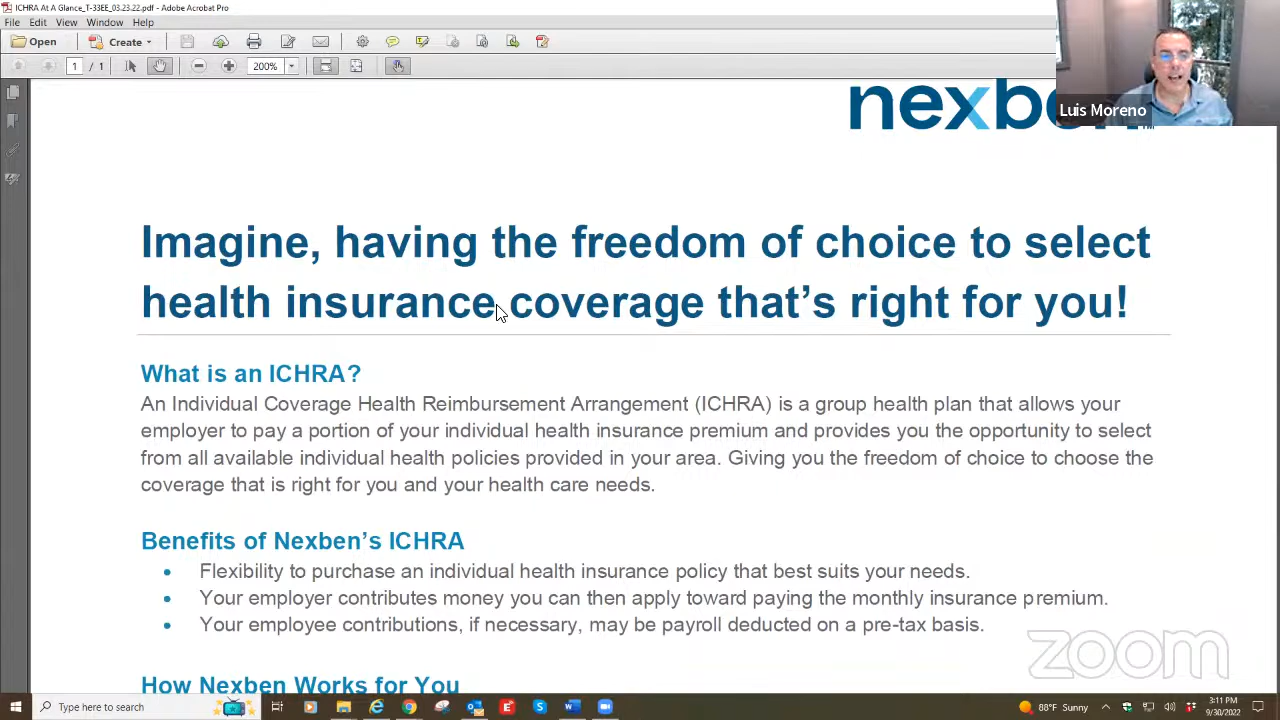 ICHRA At A Glance_T-33EE_03.23.22.pdf - Adobe Acrobat Pro
File Edit View Window Help
Open Create
1 / 1 200%
nexben
Luis Moreno
Imagine, having the freedom of choice to select
health insurance coverage that's right for you!
What is an ICHRA?
An Individual Coverage Health Reimbursement Arrangement (ICHRA) is a group health plan that allows your
employer to pay a portion of your individual health insurance premium and provides you the opportunity to select
from all available individual health policies provided in your area. Giving you the freedom of choice to choose the
coverage that is right for you and your health care needs.
Benefits of Nexben's ICHRA
• Flexibility to purchase an individual health insurance policy that best suits your needs.
• Your employer contributes money you can then apply toward paying the monthly insurance premium.
• Your employee contributions, if necessary, may be payroll deducted on a pre-tax basis.
zoom
How Nexben Works for You
Type here to search
88°F Sunny
3:11 PM
9/30/2022